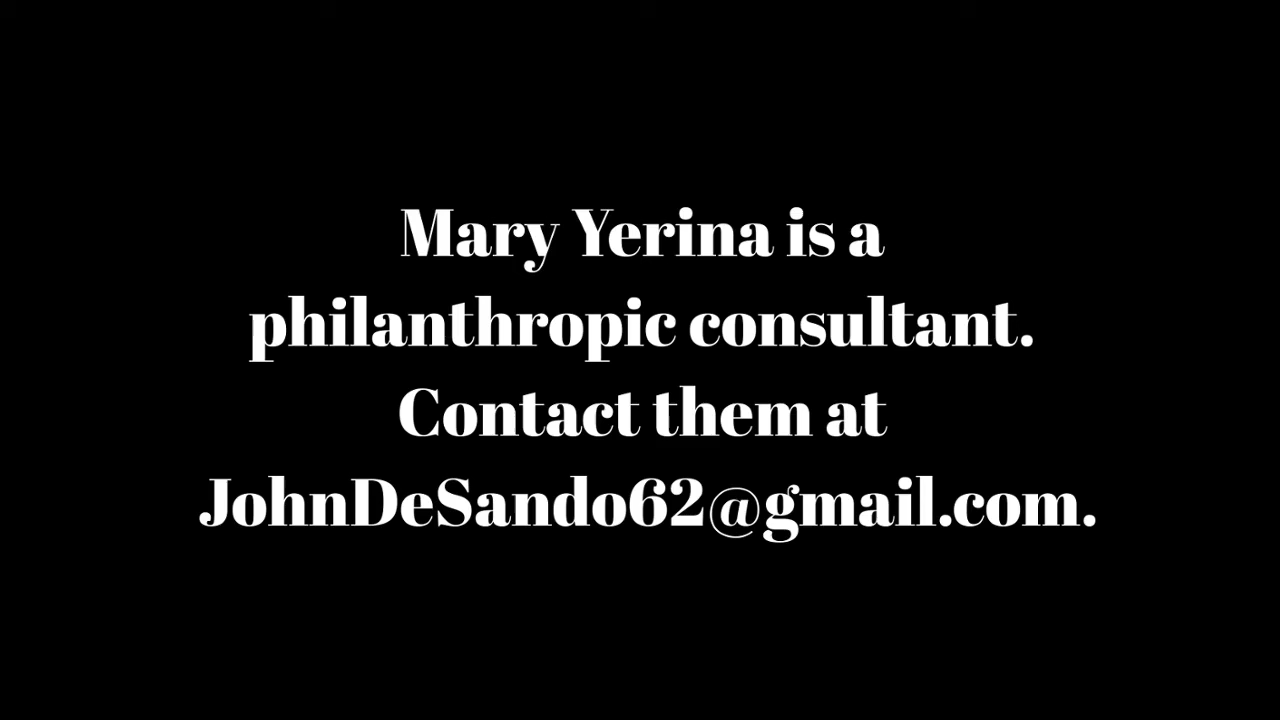 Mary Yerina is a
philanthropic consultant.
Contact them at
JohnDeSando62@gmail.com.